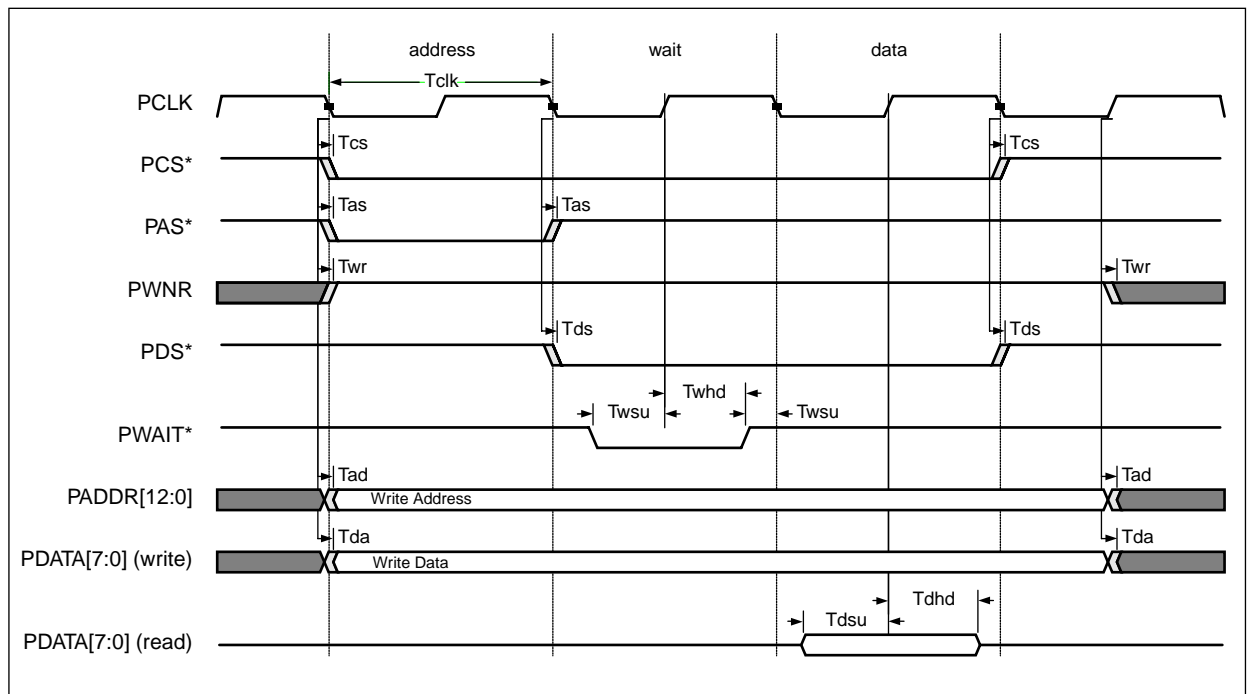 address wait data
Tclk
PCLK
Tcs Tcs
PCS*
Tas Tas
PAS*
Twr Twr
PWNR
Tds Tds
PDS*
Twhd
Twsu Twsu
PWAIT*
Tad Tad
PADDR[12:0] Write Address
Tda Tda
PDATA[7:0] (write) Write Data
Tdhd
Tdsu
PDATA[7:0] (read)